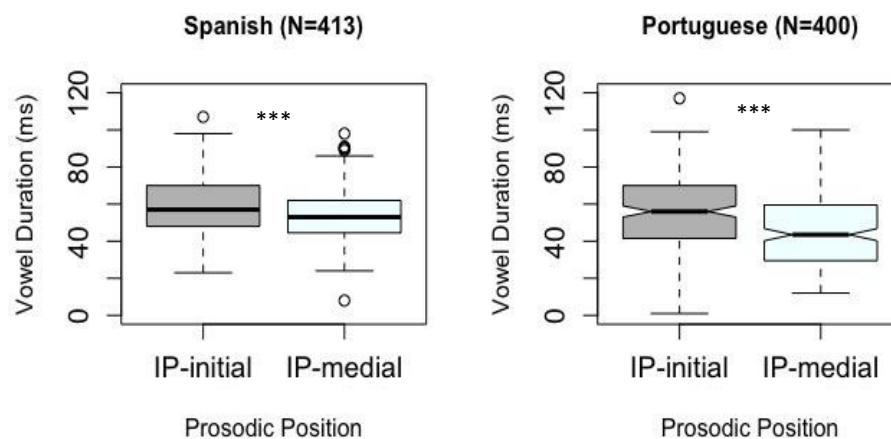 Spanish (N=413)
Vowel Duration (ms)
120
80
40
0
***
IP-initial IP-medial
Prosodic Position
Portuguese (N=400)
Vowel Duration (ms)
120
80
40
0
***
IP-initial IP-medial
Prosodic Position